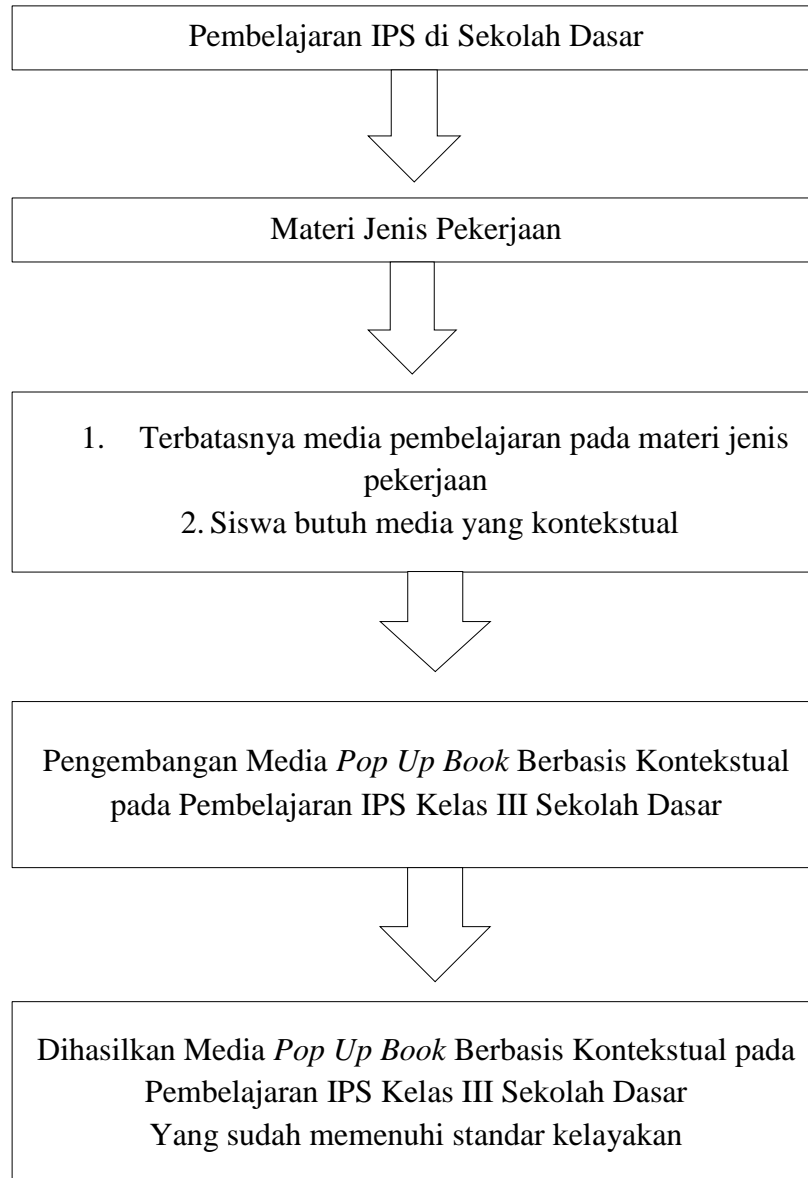 Pembelajaran IPS di Sekolah Dasar
Materi Jenis Pekerjaan
1. Terbatasnya media pembelajaran pada materi jenis
pekerjaan
2. Siswa butuh media yang kontekstual
Pengembangan Media Pop Up Book Berbasis Kontekstual
pada Pembelajaran IPS Kelas III Sekolah Dasar
Dihasilkan Media Pop Up Book Berbasis Kontekstual pada
Pembelajaran IPS Kelas III Sekolah Dasar
Yang sudah memenuhi standar kelayakan